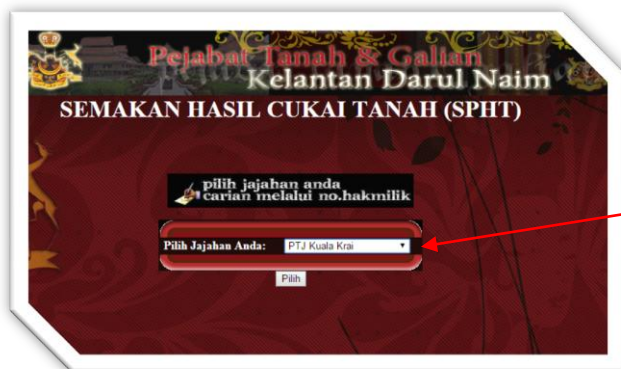 Pejabat Tanah & Galian
Kelantan Darul Naim
SEMAKAN HASIL CUKAI TANAH (SPHT)
pilih jajahan anda
carian melalui no.hakmilik
Pilih Jajahan Anda: PTJ Kuala Krai
Pilih